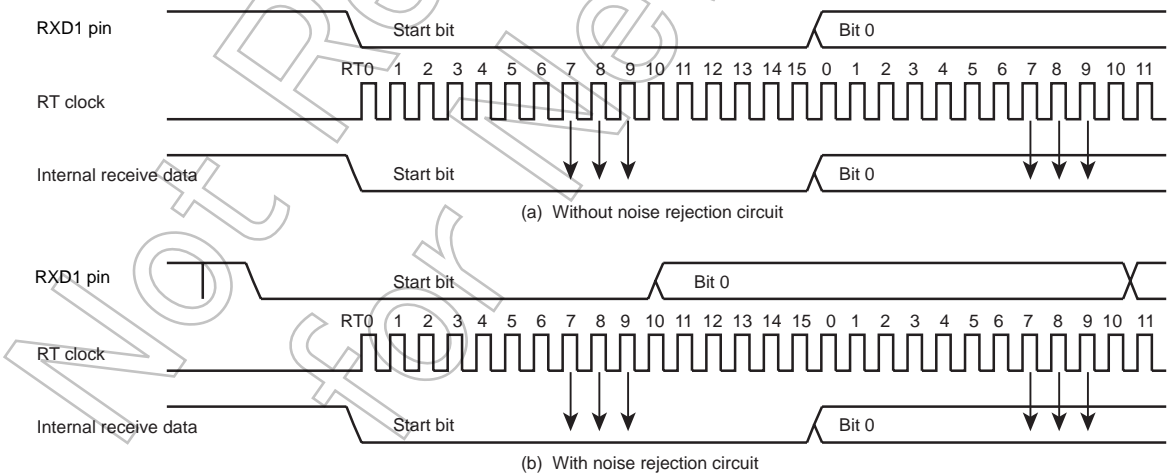 RXD1 pin
Start bit
Bit 0
RT0 1 2 3 4 5 6 7 8 9 10 11 12 13 14 15 0 1 2 3 4 5 6 7 8 9 10 11
RT clock
Internal receive data
Start bit
Bit 0
(a) Without noise rejection circuit
RXD1 pin
Start bit
Bit 0
RT0 1 2 3 4 5 6 7 8 9 10 11 12 13 14 15 0 1 2 3 4 5 6 7 8 9 10 11
RT clock
Internal receive data
Start bit
Bit 0
(b) With noise rejection circuit
Not
for